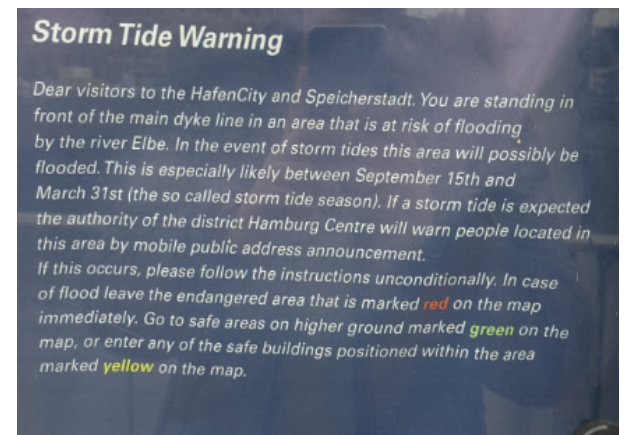 Storm Tide Warning
Dear visitors to the HafenCity and Speicherstadt. You are standing in
front of the main dyke line in an area that is at risk of flooding
by the river Elbe. In the event of storm tides this area will possibly be
flooded. This is especially likely between September 15th and
March 31st (the so called storm tide season). If a storm tide is expected
the authority of the district Hamburg Centre will warn people located in
this area by mobile public address announcement.
If this occurs, please follow the instructions unconditionally. In case
of flood leave the endangered area that is marked red on the map
immediately. Go to safe areas on higher ground marked green on the
map, or enter any of the safe buildings positioned within the area
marked yellow on the map.